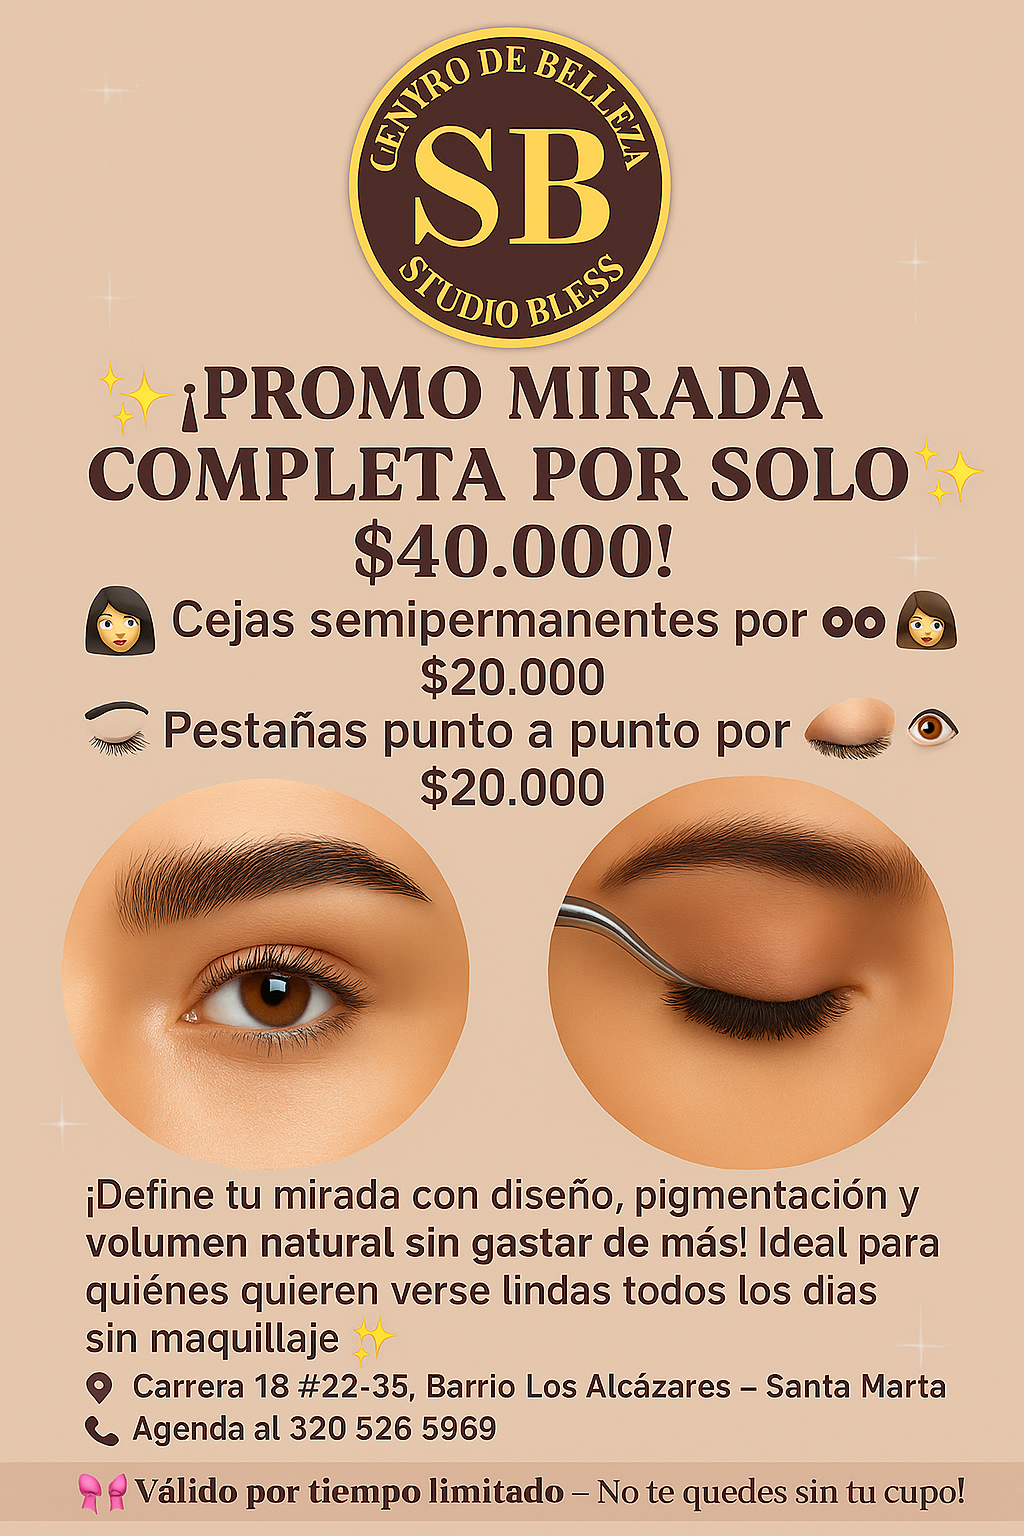 CENYRO DE BELLEZA
SB
STUDIO BLESS
✨¡PROMO MIRADA
COMPLETA POR SOLO✨
$40.000!
Cejas semipermanentes por
$20.000
Pestañas punto a punto por
$20.000
¡Define tu mirada con diseño, pigmentación y
volumen natural sin gastar de más! Ideal para
quiénes quieren verse lindas todos los dias
sin maquillaje ✨
Carrera 18 #22-35, Barrio Los Alcázares – Santa Marta
Agenda al 320 526 5969
Válido por tiempo limitado – No te quedes sin tu cupo!